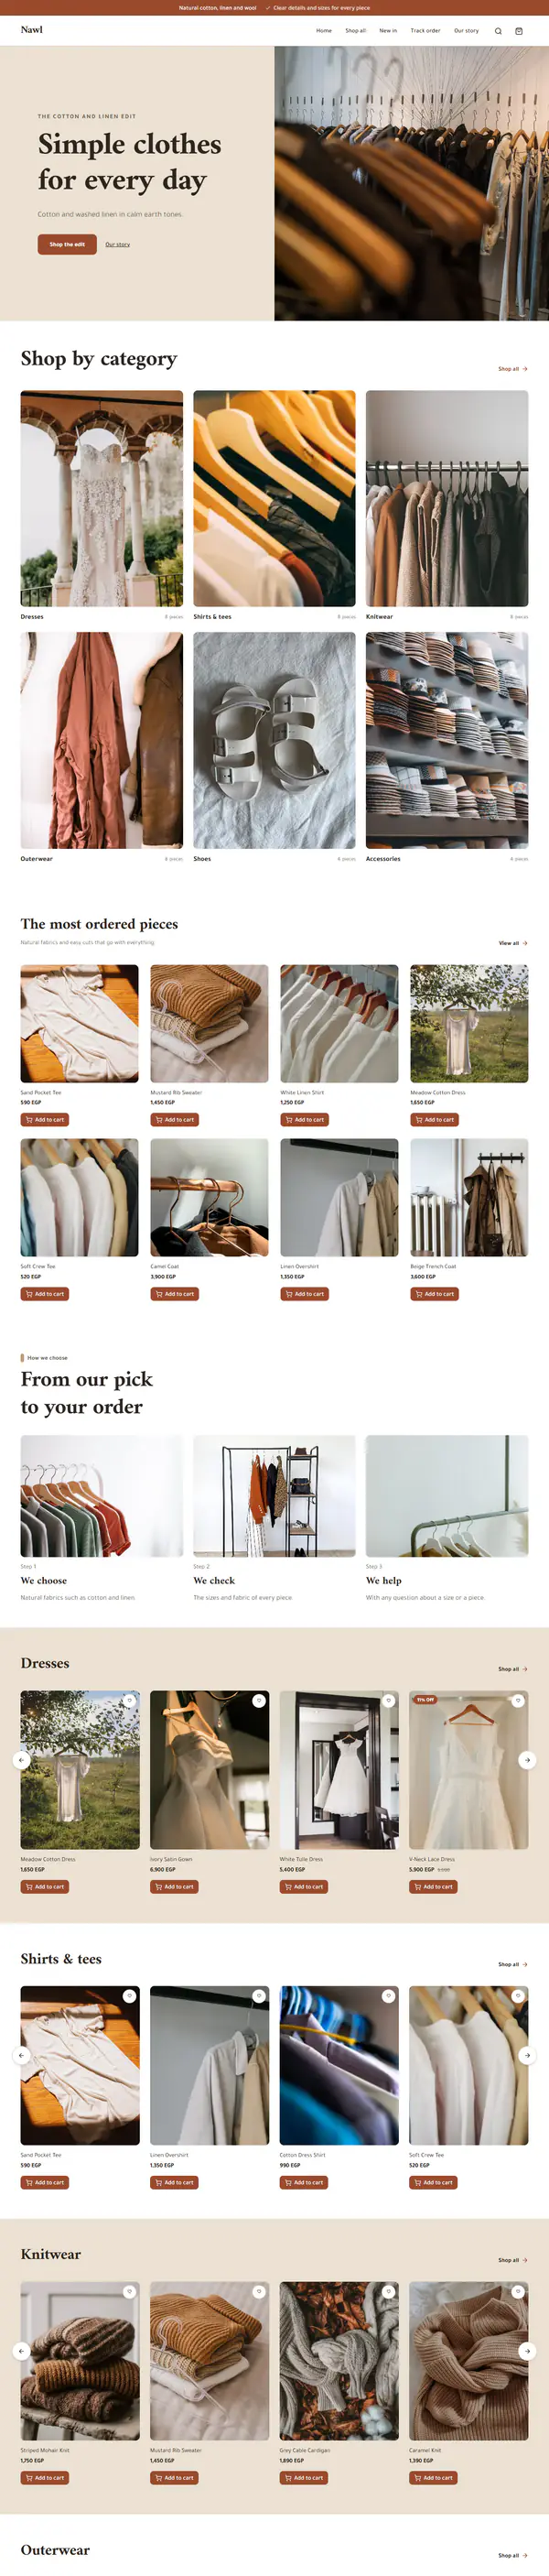 Natural cotton, linen and wool
Clear details and sizes for every piece
Nawl
Home
Shop all
New in
Track order
Our story
THE COTTON AND LINEN EDIT
Simple clothes
for every day
Cotton and washed linen in calm earth tones.
Shop the edit
Our story
Shop by category
Shop all
Dresses
8 pieces
Shirts & tees
8 pieces
Knitwear
8 pieces
Outerwear
8 pieces
Shoes
Accessories
The most ordered pieces
Natural fabrics and easy cuts that go with everything
View all
Sand Pocket Tee
590 EGP
Add to cart
Mustard Rib Sweater
1,450 EGP
Add to cart
White Linen Shirt
1,250 EGP
Add to cart
Meadow Cotton Dress
1,650 EGP
Add to cart
Soft Crew Tee
520 EGP
Add to cart
Camel Coat
3,900 EGP
Add to cart
Linen Overshirt
1,350 EGP
Add to cart
Beige Trench Coat
3,600 EGP
Add to cart
How we choose
From our pick
to your order
Step 1
We choose
Natural fabrics such as cotton and linen.
Step 2
We check
The sizes and fabric of every piece
Step 3
We help
With any question about a size or a piece.
Dresses
Shop all
Meadow Cotton Dress
1,650 EGP
Add to cart
Ivory Satin Gown
6,900 EGP
Add to cart
White Tulle Dress
5,400 EGP
Add to cart
11% OFF
V-Neck Lace Dress
5,900 EGP
Add to cart
Shirts & tees
Shop all
Sand Pocket Tee
590 EGP
Add to cart
Linen Overshirt
1,350 EGP
Add to cart
Cotton Dress Shirt
990 EGP
Add to cart
Soft Crew Tee
520 EGP
Add to cart
Knitwear
Shop all
Striped Mohair Knit
1,750 EGP
Add to cart
Mustard Rib Sweater
1,450 EGP
Add to cart
Grey Cable Cardigan
1,890 EGP
Add to cart
Caramel Knit
1,390 EGP
Add to cart
Outerwear
Shop all